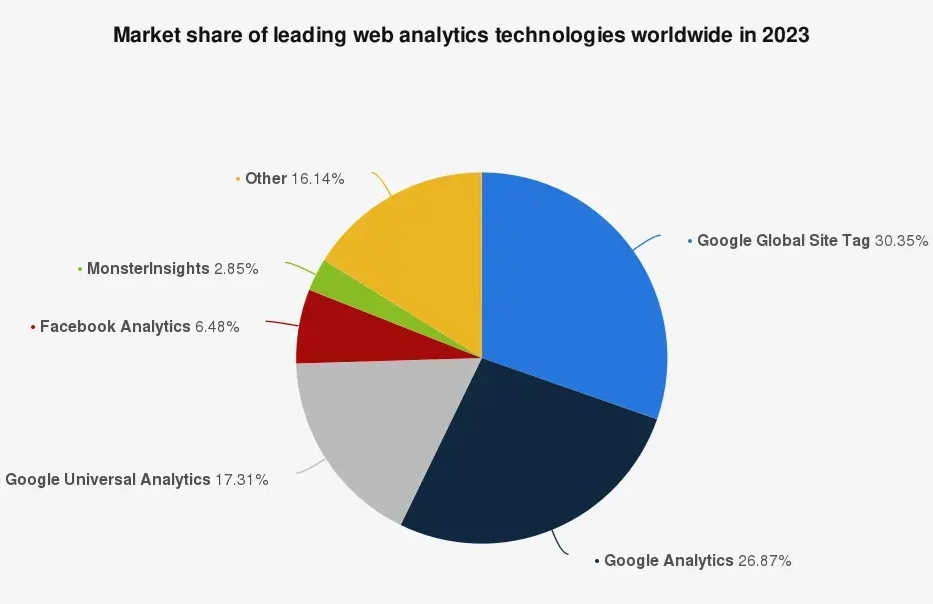 Market share of leading web analytics technologies worldwide in 2023
Other 16.14%
Google Global Site Tag 30.35%
MonsterInsights 2.85%
Facebook Analytics 6.48%
Google Universal Analytics 17.31%
Google Analytics 26.87%